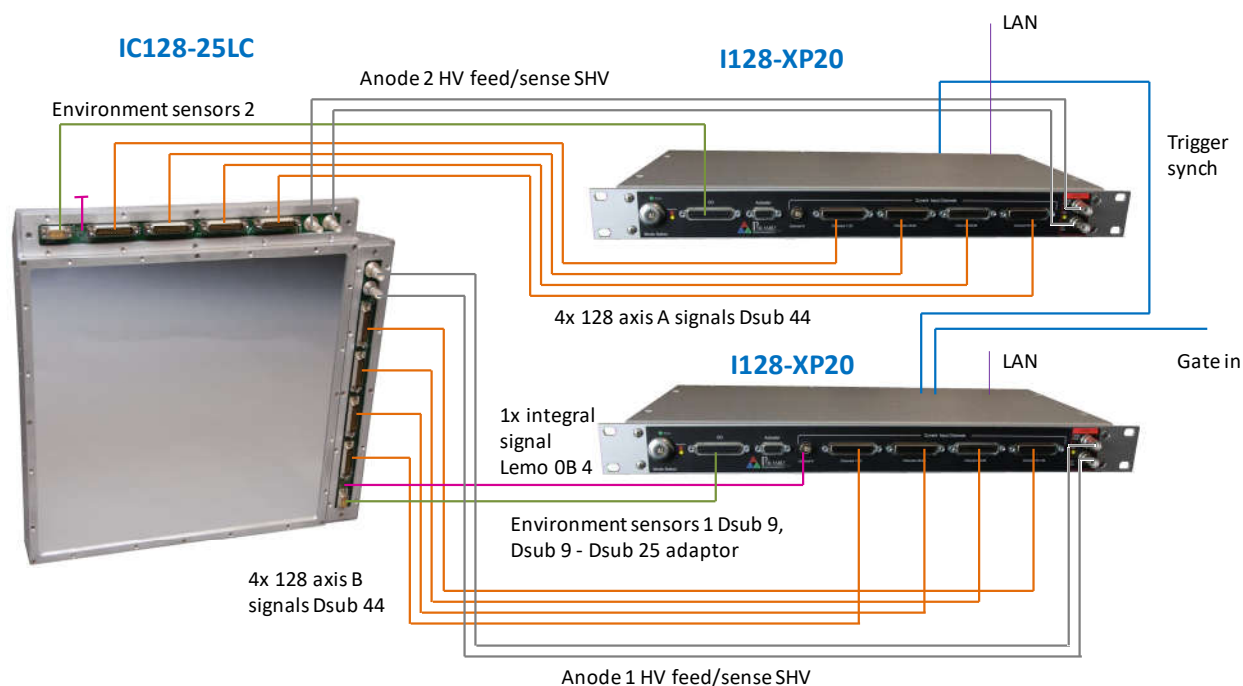 IC128-25LC
I128-XP20
LAN
Anode 2 HV feed/sense SHV
Environment sensors 2
Trigger
synch
4x 128 axis A signals Dsub 44
I128-XP20
LAN
Gate in
1x integral
signal
Lemo 0B 4
Environment sensors 1 Dsub 9,
Dsub 9 - Dsub 25 adaptor
4x 128 axis B
signals Dsub 44
Anode 1 HV feed/sense SHV